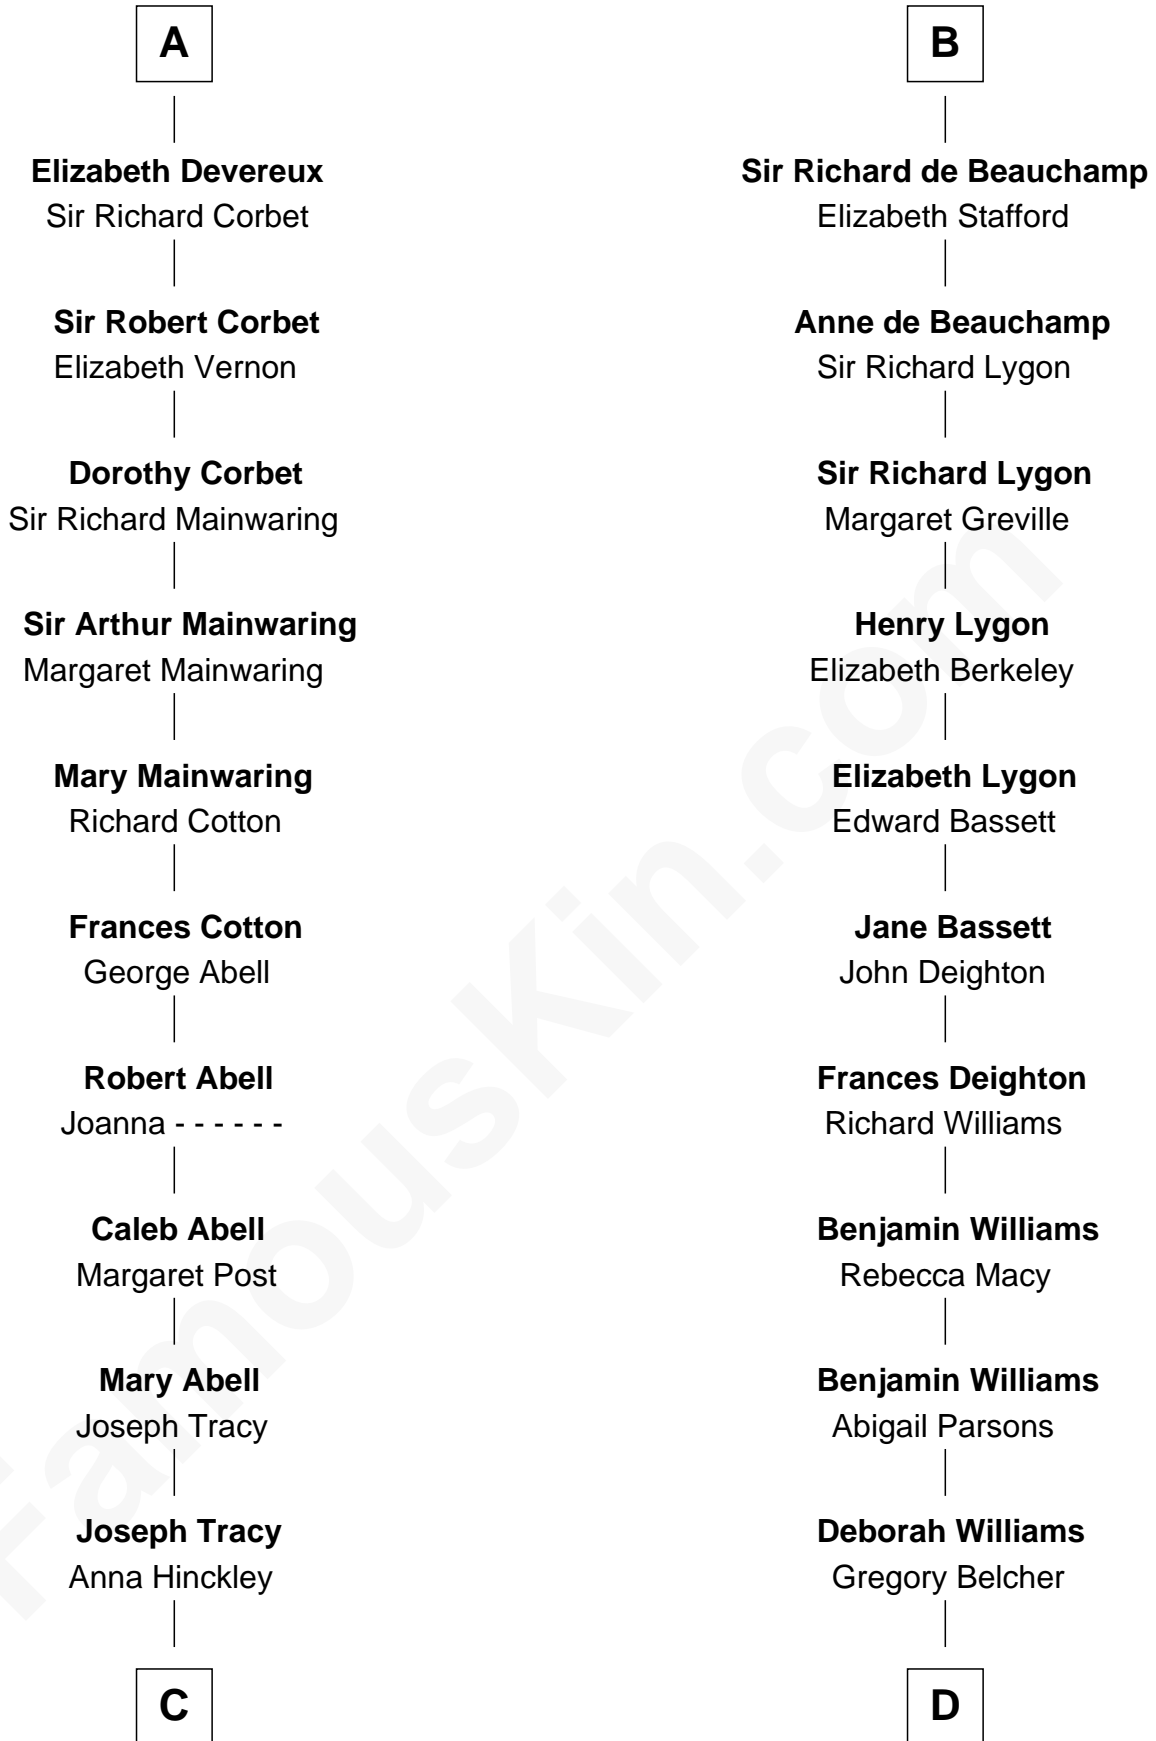 A
Elizabeth Devereux
Sir Richard Corbet
Sir Robert Corbet
Elizabeth Vernon
Dorothy Corbet
Sir Richard Mainwaring
Sir Arthur Mainwaring
Margaret Mainwaring
Mary Mainwaring
Richard Cotton
Frances Cotton
George Abell
Robert Abell
Joanna - - - - - -
Caleb Abell
Margaret Post
Mary Abell
Joseph Tracy
Joseph Tracy
Anna Hinckley
C
B
Sir Richard de Beauchamp
Elizabeth Stafford
Anne de Beauchamp
Sir Richard Lygon
Sir Richard Lygon
Margaret Greville
Henry Lygon
Elizabeth Berkeley
Elizabeth Lygon
Edward Bassett
Jane Bassett
John Deighton
Frances Deighton
Richard Williams
Benjamin Williams
Rebecca Macy
Benjamin Williams
Abigail Parsons
Deborah Williams
Gregory Belcher
D
FamousKin.com